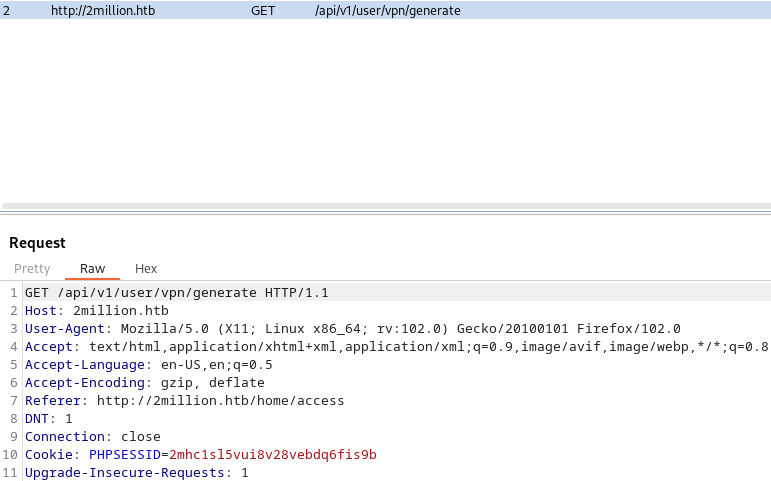 2 http://2million.htb GET /api/v1/user/vpn/generate
Request
Pretty Raw Hex
1 GET /api/v1/user/vpn/generate HTTP/1.1
2 Host: 2million.htb
3 User-Agent: Mozilla/5.0 (X11; Linux x86_64; rv:102.0) Gecko/20100101 Firefox/102.0
4 Accept: text/html,application/xhtml+xml,application/xml;q=0.9,image/avif,image/webp,*/*;q=0.8
5 Accept-Language: en-US,en;q=0.5
6 Accept-Encoding: gzip, deflate
7 Referer: http://2million.htb/home/access
8 DNT: 1
9 Connection: close
10 Cookie: PHPSESSID=2mhc1sl5vui8v28vebdq6fis9b
11 Upgrade-Insecure-Requests: 1